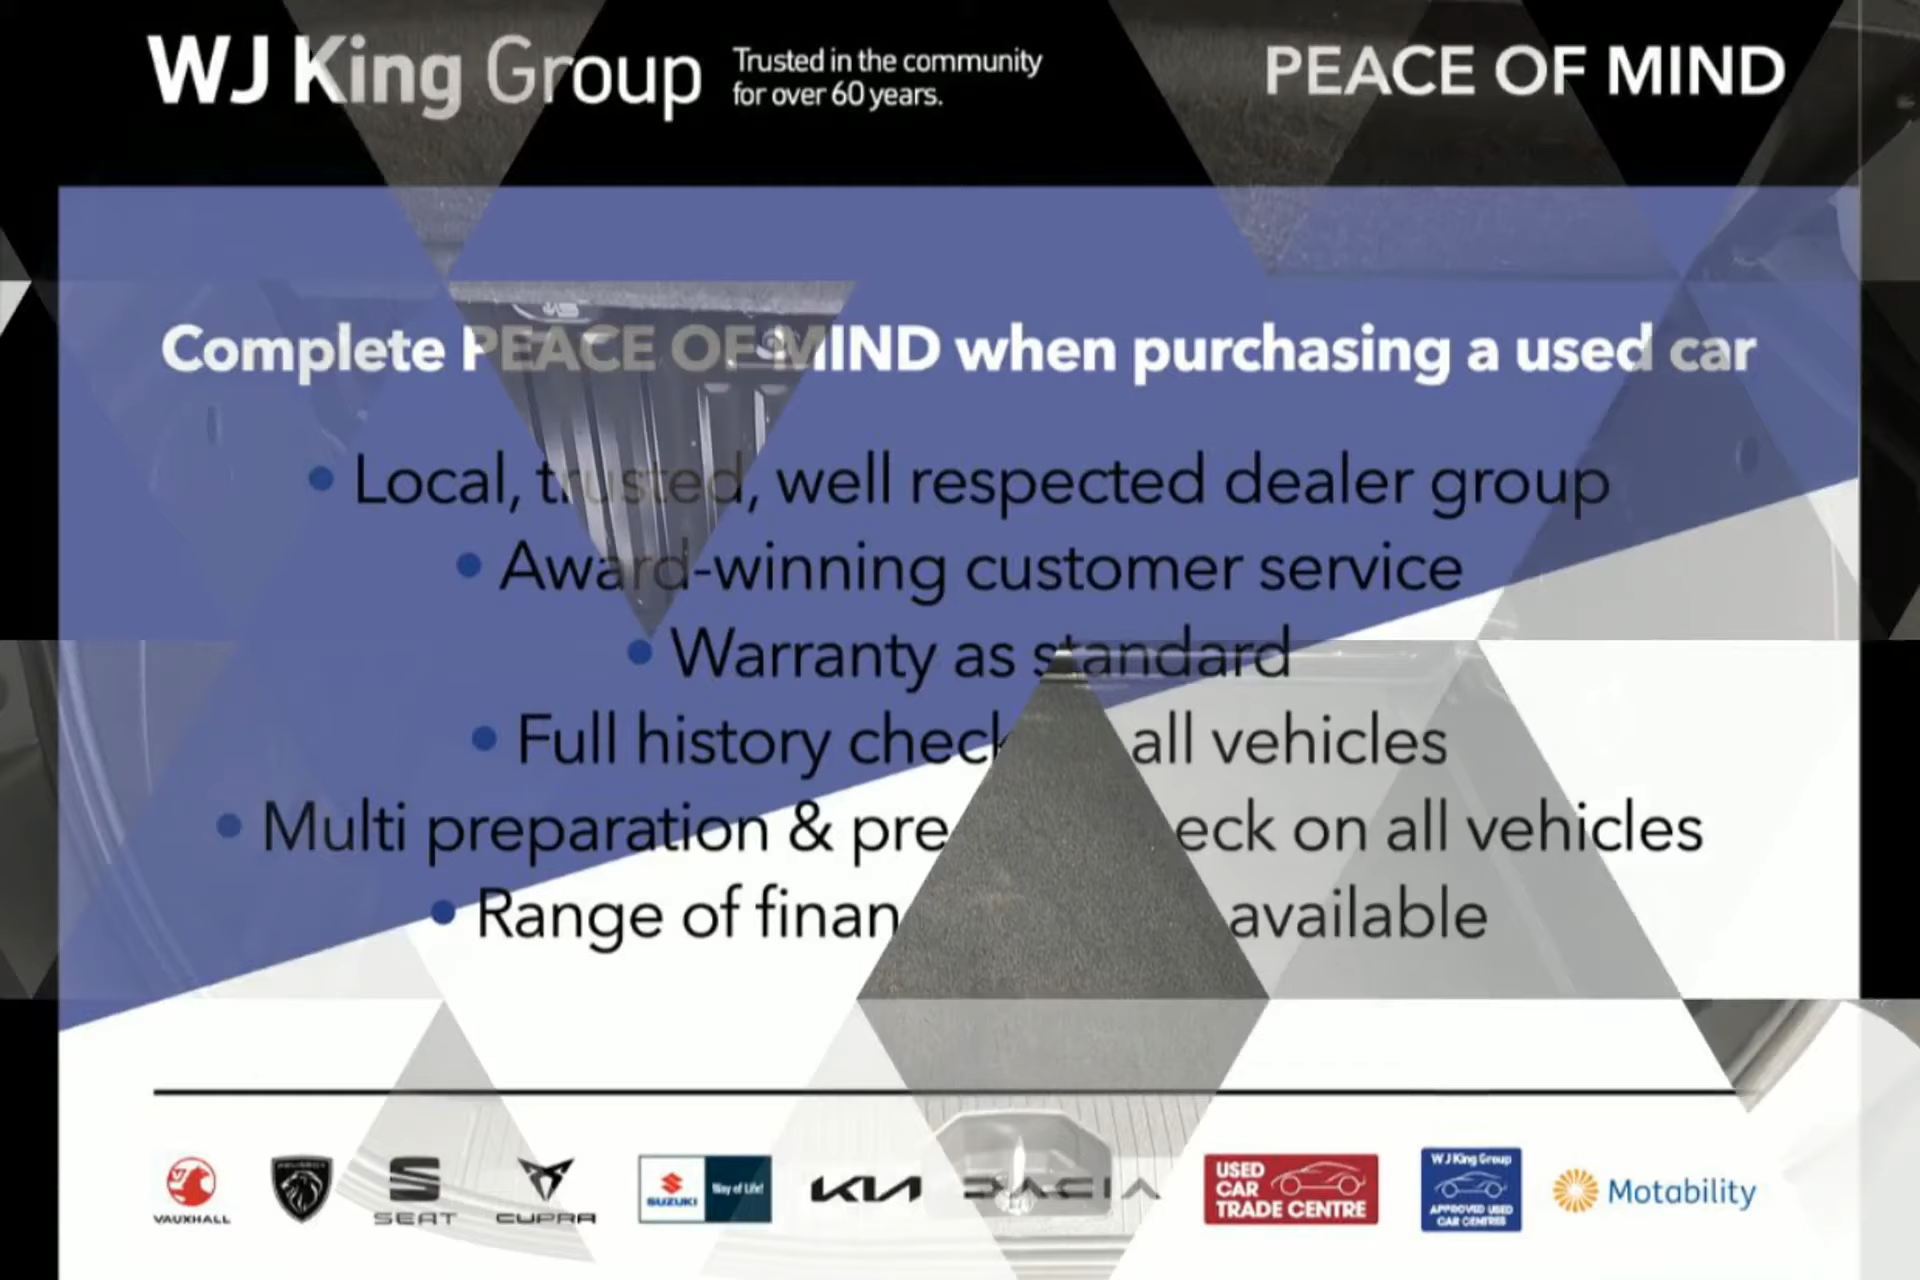 WJ King Group
Trusted in the community
for over 60 years.
PEACE OF MIND
Complete PEACE OF MIND when purchasing a used car
• Local, trusted, well respected dealer group
• Award-winning customer service
• Warranty as standard
• Full history check all vehicles
• Multi preparation & pre eck on all vehicles
• Range of finan available
VAUXHALL
SEAT
CUPRA
SUZUKI
Way of Life!
KIA
DACIA
USED
CAR
TRADE CENTRE
WJ King Group
APPROVED USED
CAR CENTRES
Motability